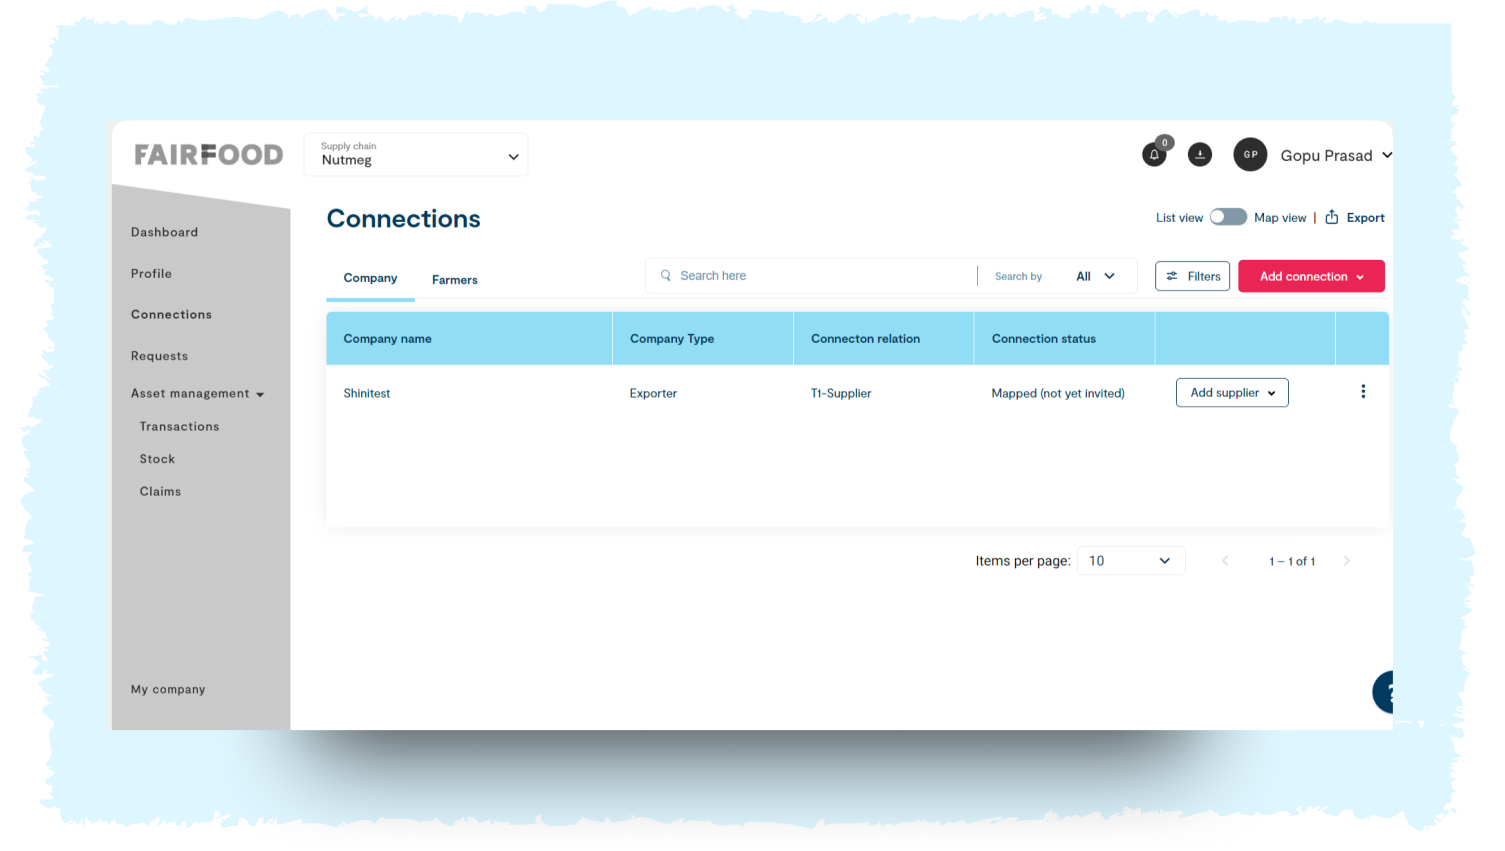 FAIRFOOD
Supply chain
Nutmeg
0
GP
Gopu Prasad
Dashboard
Profile
Connections
Requests
Asset management
Transactions
Stock
Claims
My company
Connections
List view
Map view
|
Export
Company
Farmers
Search here
Search by
All
Filters
Add connection
Company name
Company Type
Connecton relation
Connection status
Shinitest
Exporter
T1-Supplier
Mapped (not yet invited)
Add supplier
Items per page:
10
1 – 1 of 1
?